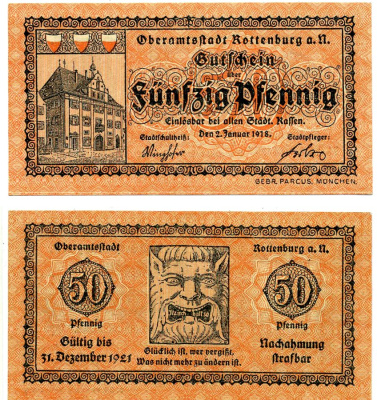 Oberamtsstadt Rottenburg a.N.
Gutschein
über
Fünfzig Pfennig
Einlösbar bei allen Städt. Kassen.
Stadtschultheiß: Den 2. Januar 1918. Stadtpfleger:
GEBR. PARCUS, MÜNCHEN.
Oberamtsstadt Rottenburg a.N.
50 50
Pfennig Pfennig
Gültig bis
31. Dezember 1921
Nachahmung
strafbar
Glücklich ist, wer vergißt,
Was nicht mehr zu ändern ist.